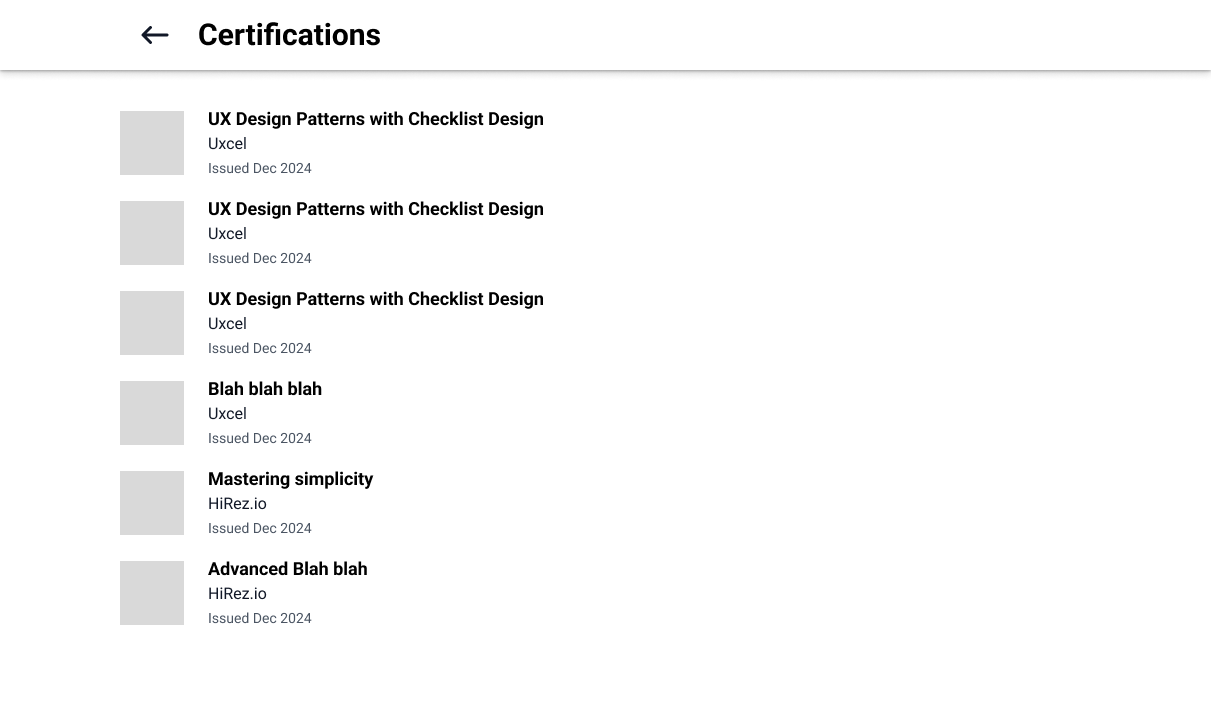 Certifications
UX Design Patterns with Checklist Design
Uxcel
Issued Dec 2024
UX Design Patterns with Checklist Design
Uxcel
Issued Dec 2024
UX Design Patterns with Checklist Design
Uxcel
Issued Dec 2024
Blah blah blah
Uxcel
Issued Dec 2024
Mastering simplicity
HiRez.io
Issued Dec 2024
Advanced Blah blah
HiRez.io
Issued Dec 2024